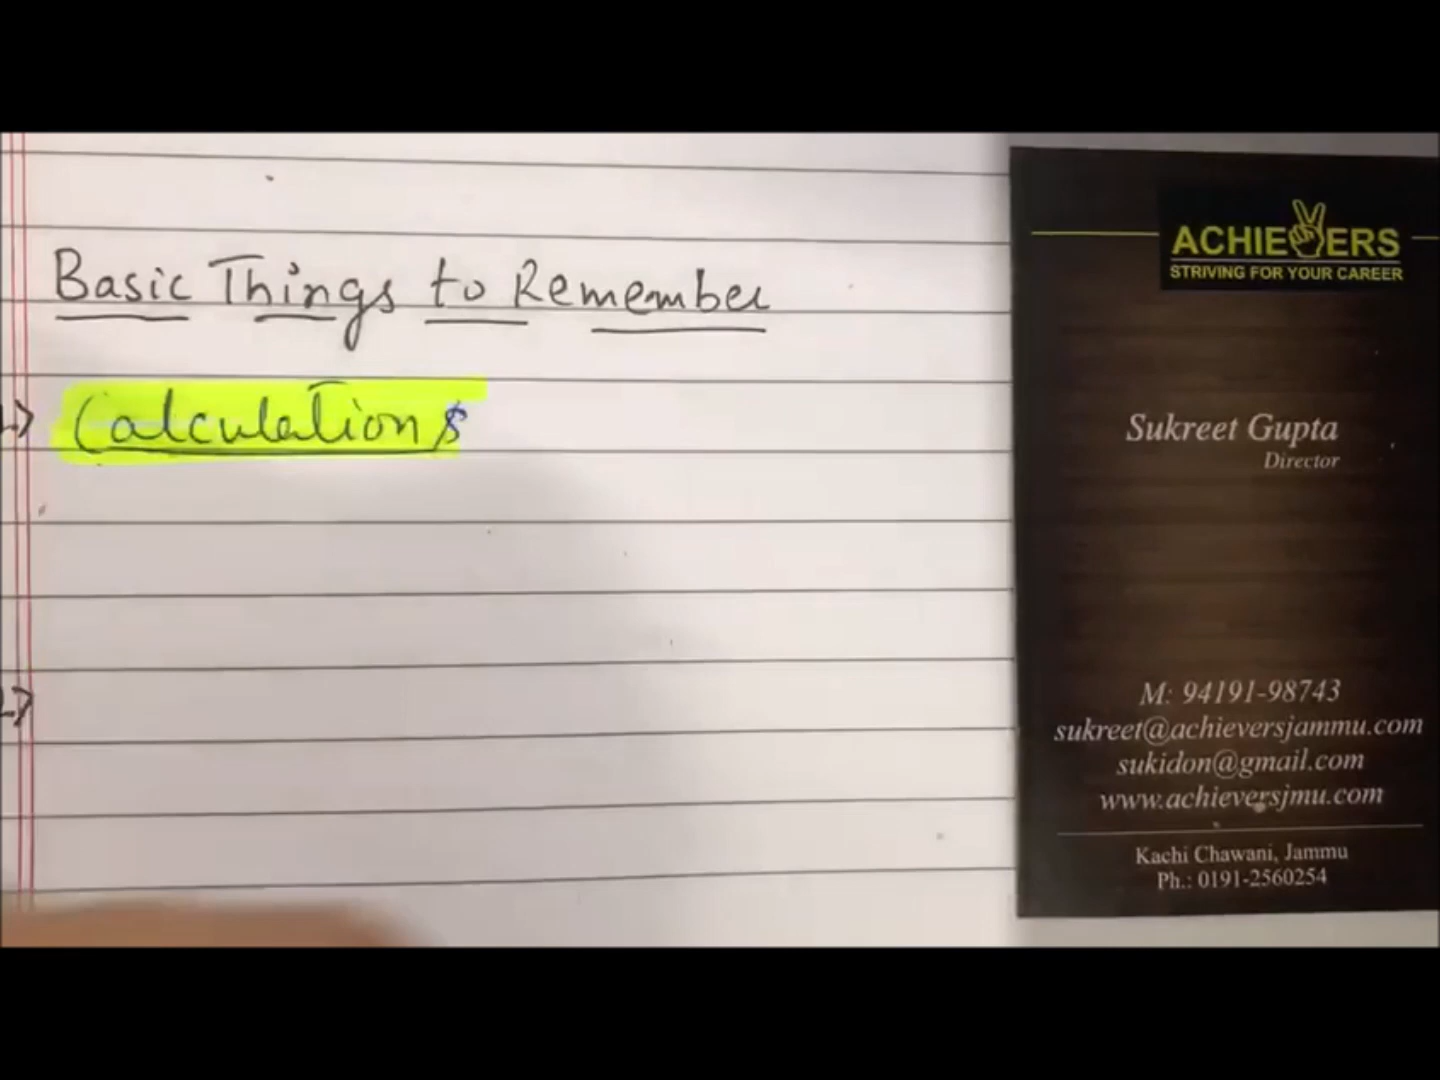 Basic Things to Remember
1.) Calculations
2.)
ACHIEVERS
STRIVING FOR YOUR CAREER
Sukreet Gupta
Director
M: 94191-98743
sukreet@achieversjammu.com
sukidon@gmail.com
www.achieversjmu.com
Kachi Chawani, Jammu
Ph.: 0191-2560254